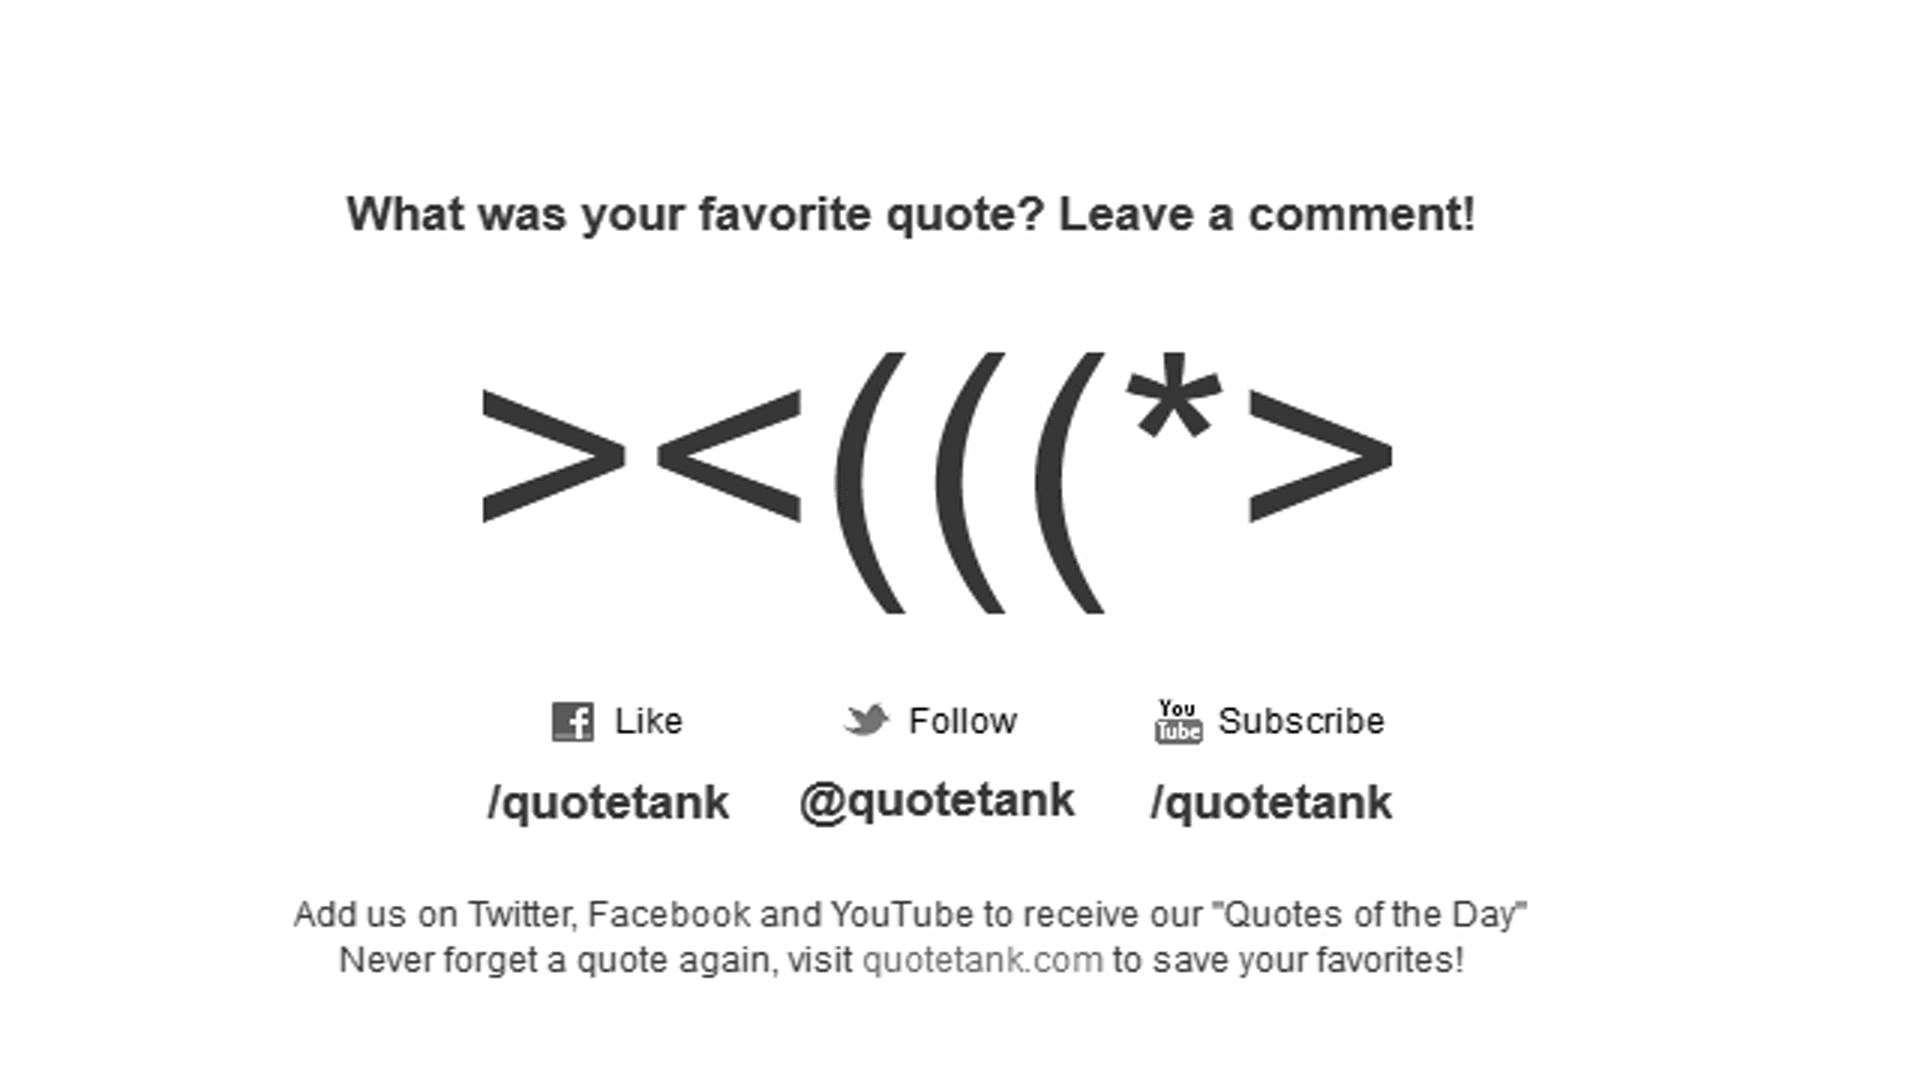 What was your favorite quote? Leave a comment!
><(((*>
f Like Follow You Tube Subscribe
/quotetank @quotetank /quotetank
Add us on Twitter, Facebook and YouTube to receive our "Quotes of the Day"
Never forget a quote again, visit quotetank.com to save your favorites!